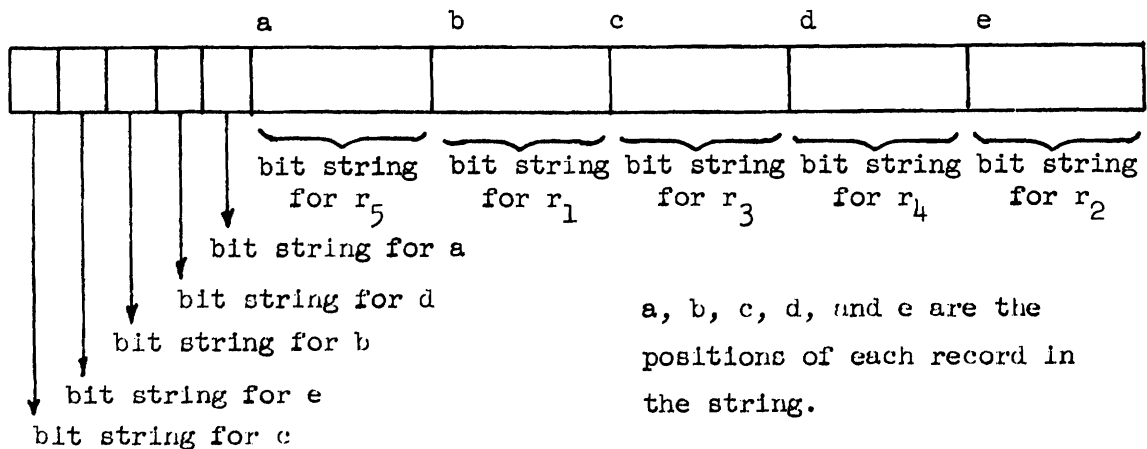 a b c d e
bit string for r5
bit string for r1
bit string for r3
bit string for r4
bit string for r2
bit string for a
bit string for d
bit string for b
bit string for e
bit string for c
a, b, c, d, and e are the
positions of each record in
the string.